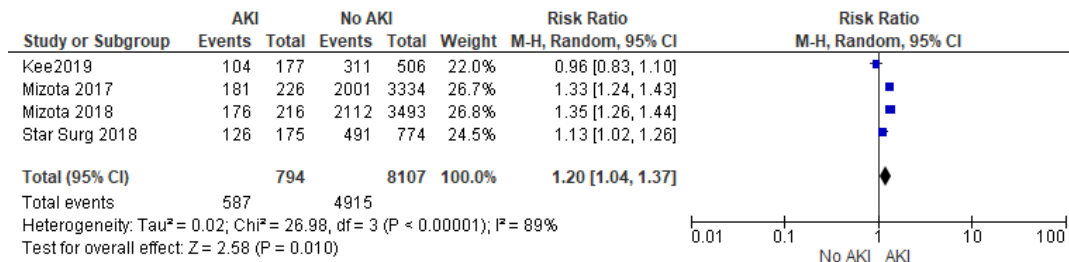 AKI No AKI Risk Ratio Risk Ratio
Study or Subgroup Events Total Events Total Weight M-H, Random, 95% CI M-H, Random, 95% CI
Kee2019 104 177 311 506 22.0% 0.96 [0.83, 1.10]
Mizota 2017 181 226 2001 3334 26.7% 1.33 [1.24, 1.43]
Mizota 2018 176 216 2112 3493 26.8% 1.35 [1.26, 1.44]
Star Surg 2018 126 175 491 774 24.5% 1.13 [1.02, 1.26]
Total (95% CI) 794 8107 100.0% 1.20 [1.04, 1.37]
Total events 587 4915
Heterogeneity: Tau² = 0.02; Chi² = 26.98, df = 3 (P < 0.00001); I² = 89%
Test for overall effect: Z = 2.58 (P = 0.010)
0.01 0.1 1 10 100
No AKI AKI